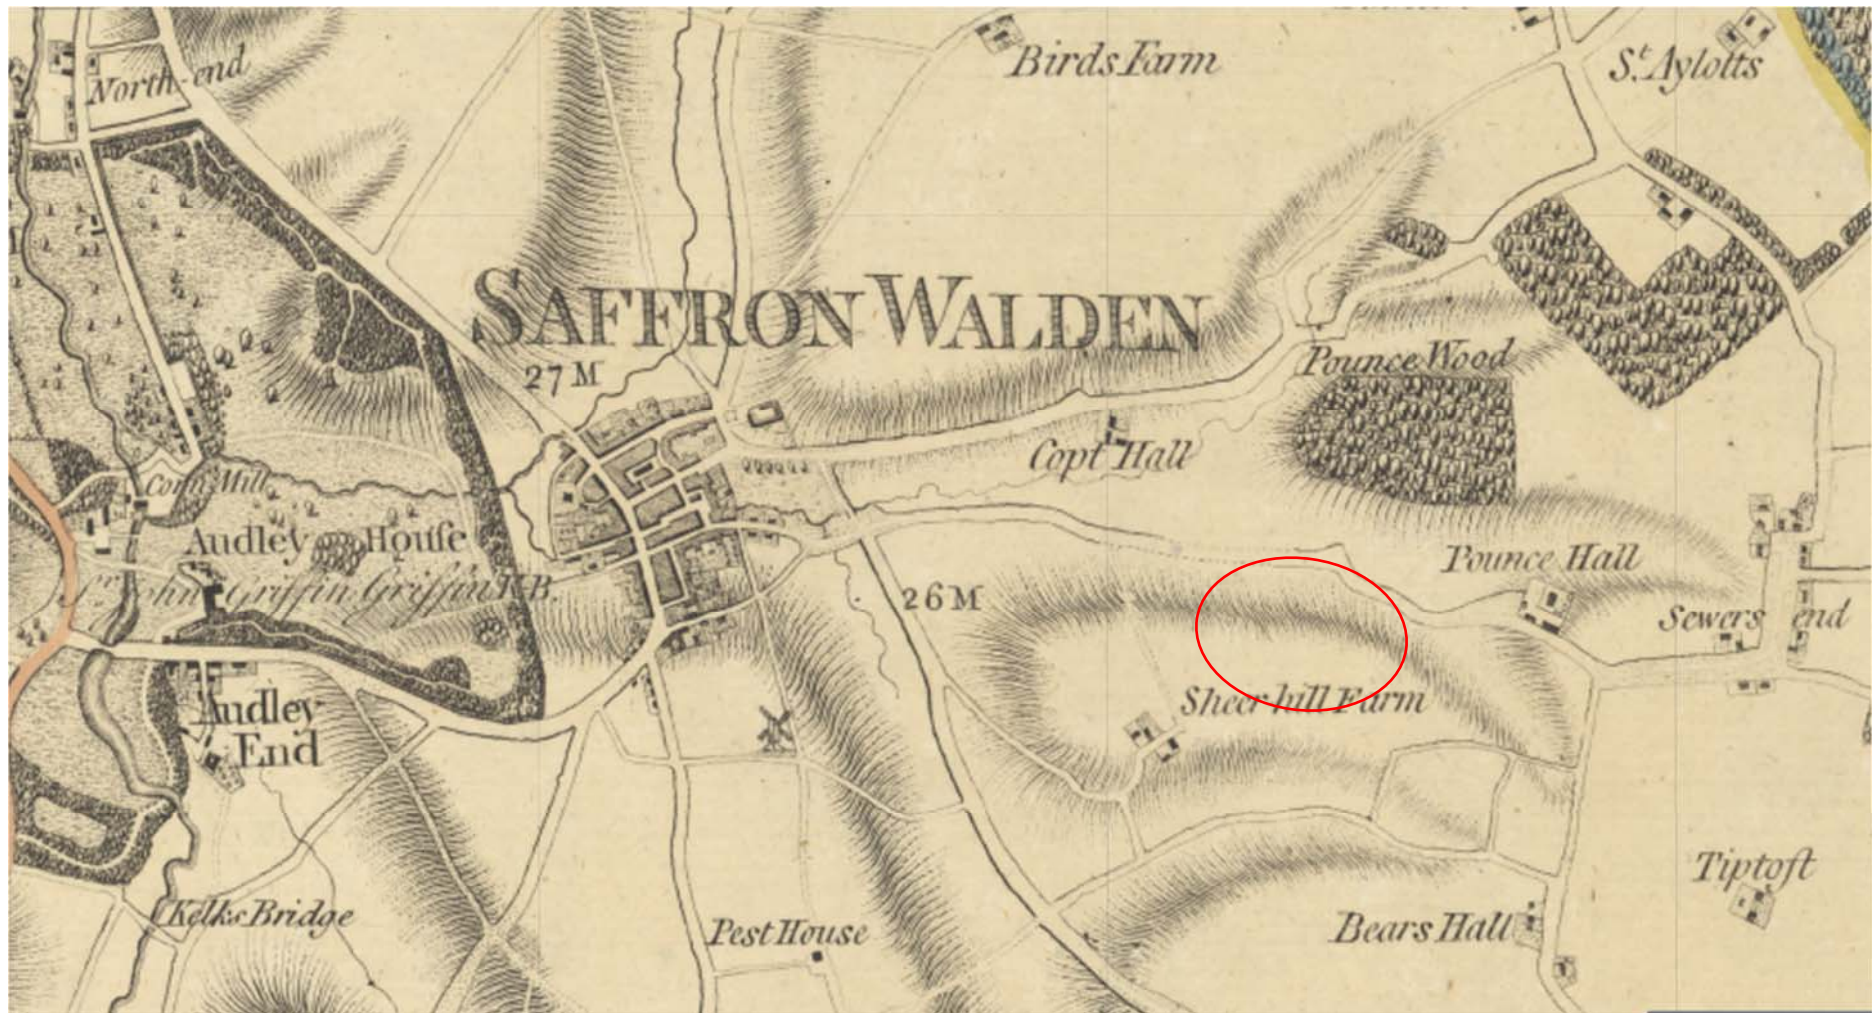 North-end
Birds Farm
St. Aylotts
SAFFRON WALDEN
27 M
Pounce Wood
Copt Hall
Corn Mill
Audley House
Sr. John Griffin Griffin K.B.
Pounce Hall
26 M
Sewers end
Sheer hill Farm
Audley
End
Tiptoft
Kelks Bridge
Pest House
Bears Hall